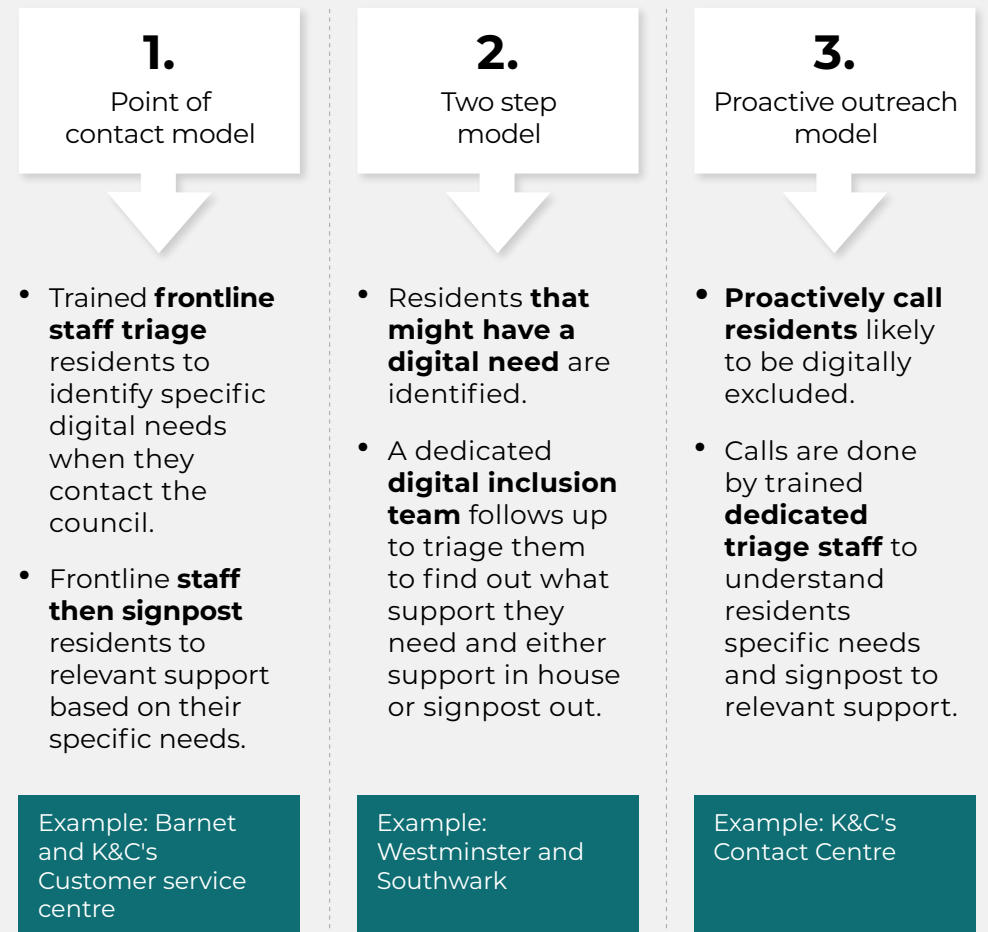 1.
Point of
contact model
• Trained frontline
staff triage
residents to
identify specific
digital needs
when they
contact the
council.
• Frontline staff
then signpost
residents to
relevant support
based on their
specific needs.
Example: Barnet
and K&C's
Customer service
centre
2.
Two step
model
• Residents that
might have a
digital need are
identified.
• A dedicated
digital inclusion
team follows up
to triage them
to find out what
support they
need and either
support in house
or signpost out.
Example:
Westminster and
Southwark
3.
Proactive outreach
model
• Proactively call
residents likely
to be digitally
excluded.
• Calls are done
by trained
dedicated
triage staff to
understand
residents
specific needs
and signpost to
relevant support.
Example: K&C's
Contact Centre